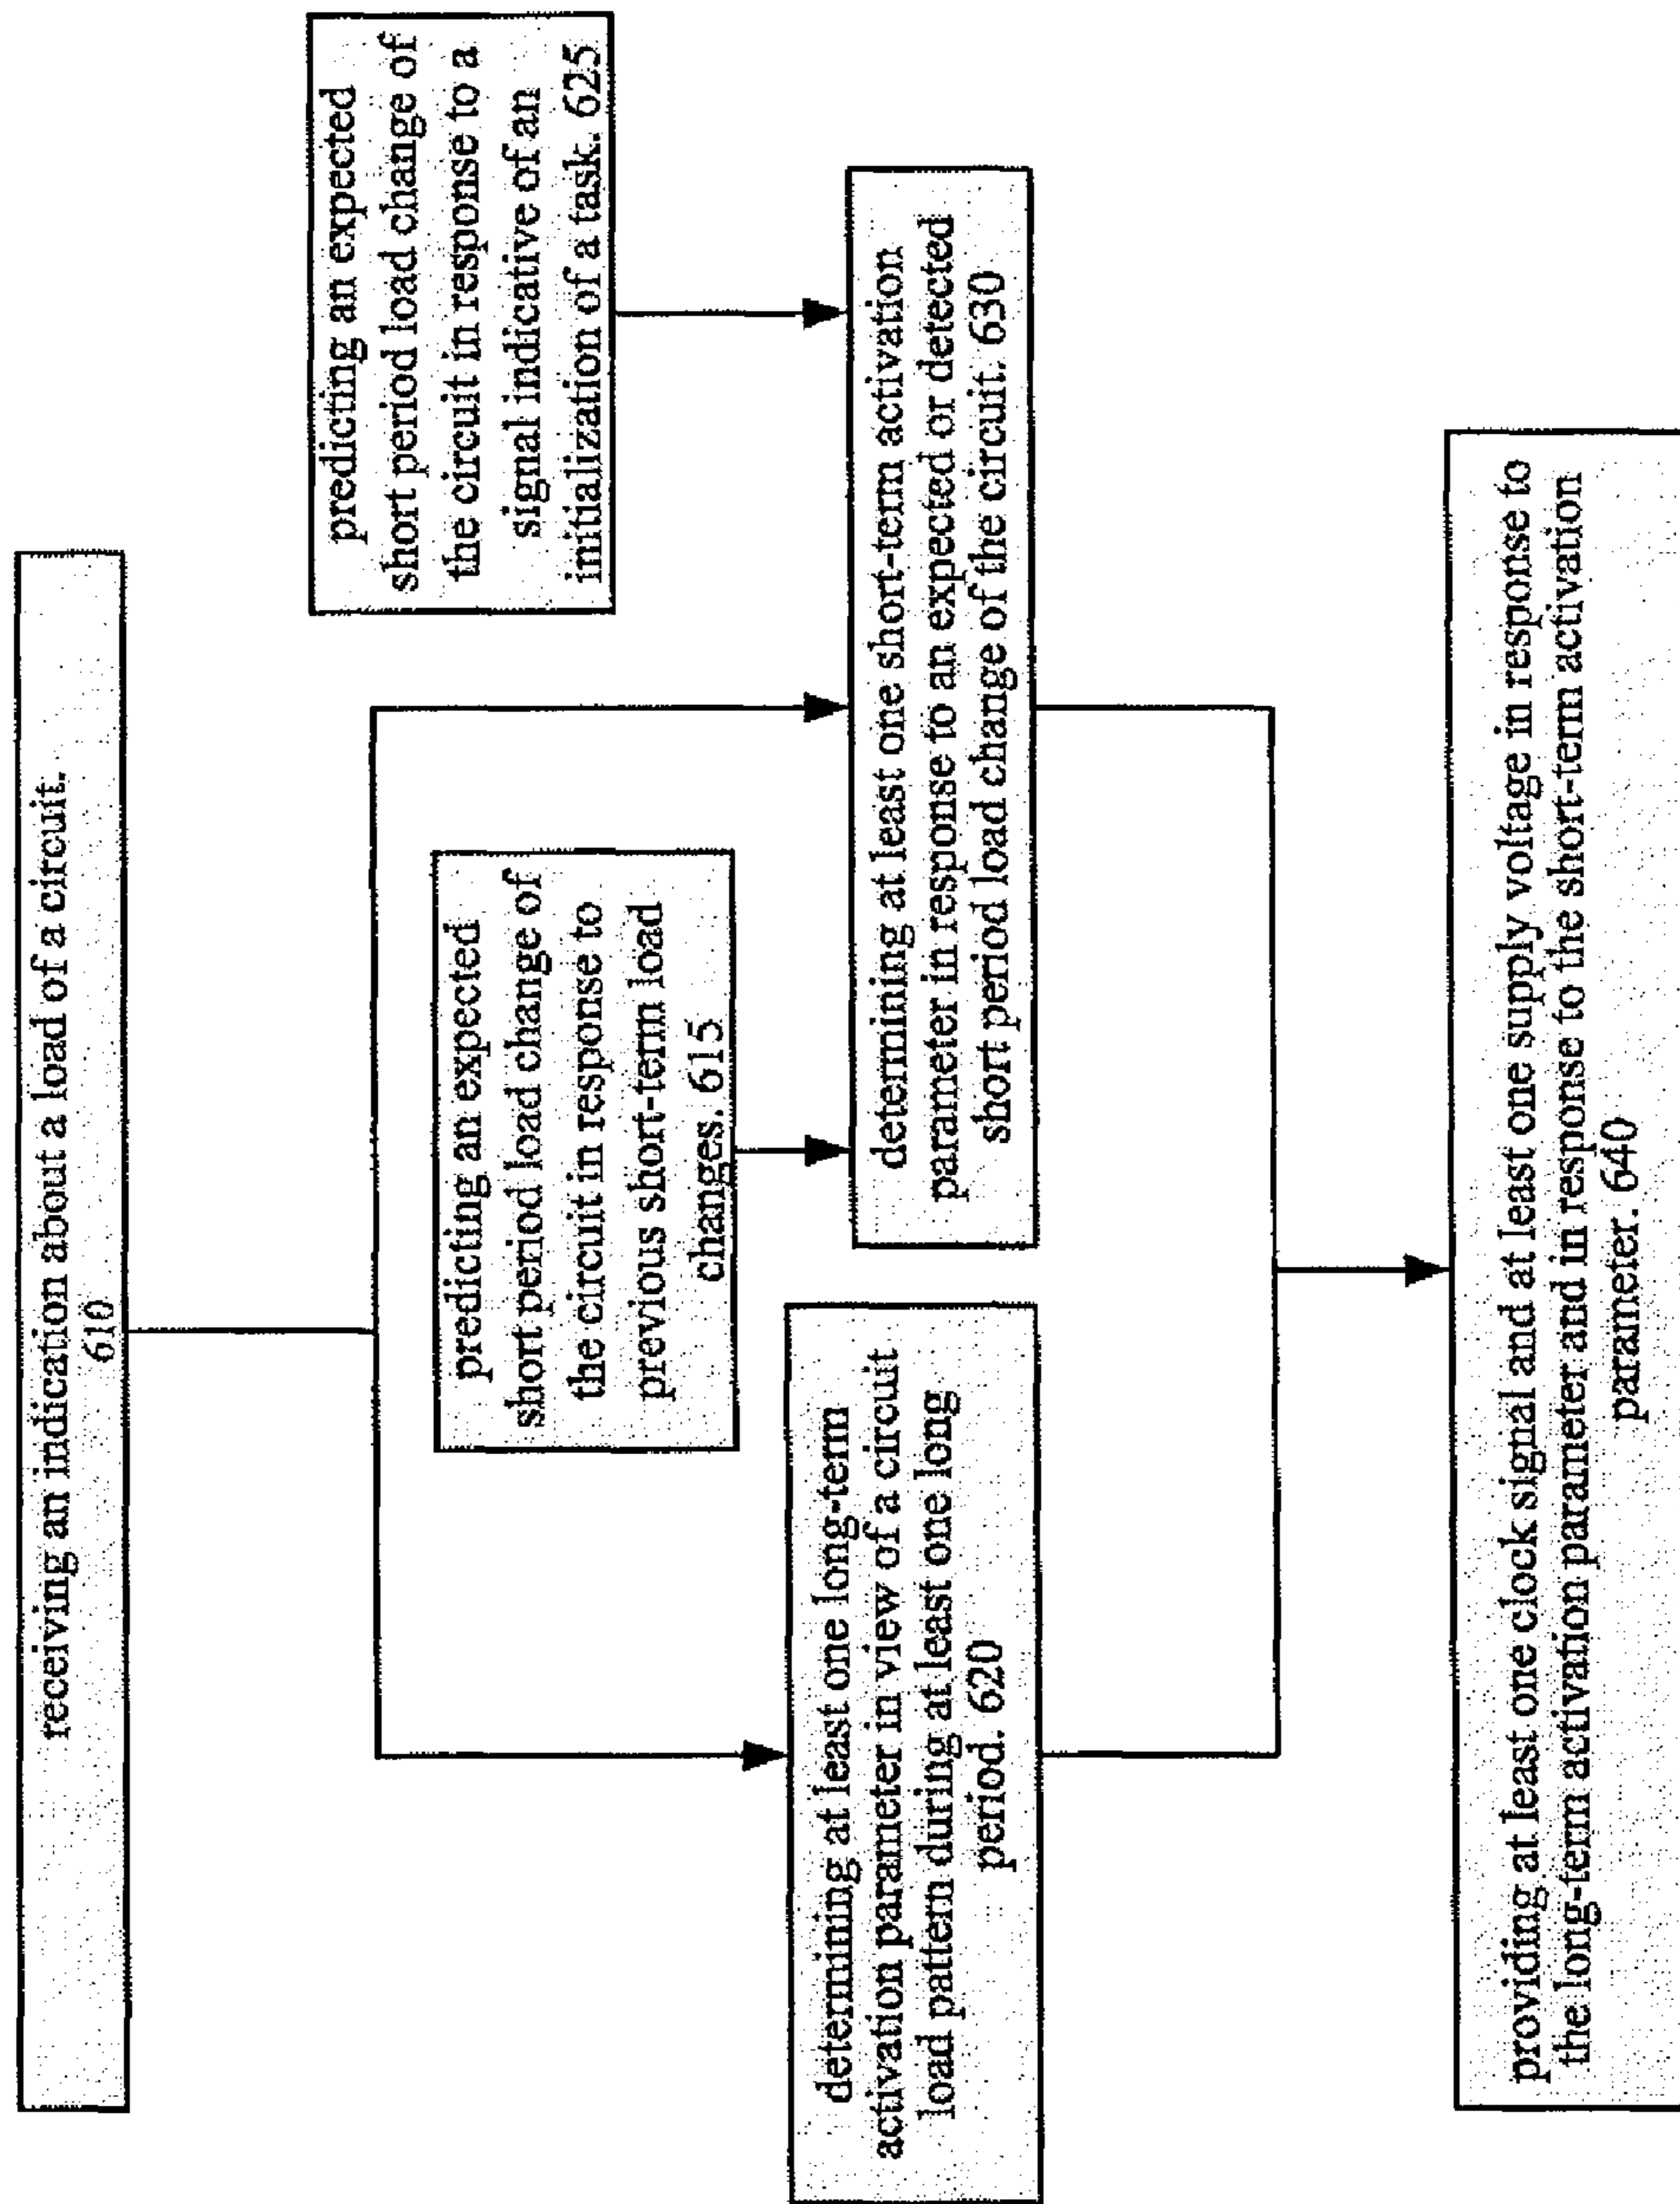 receiving an indication about a load of a circuit.
610
predicting an expected
short period load change of
the circuit in response to a
signal indicative of an
initialization of a task. 625
predicting an expected
short period load change of
the circuit in response to
previous short-term load
changes. 615
determining at least one long-term
activation parameter in view of a circuit
load pattern during at least one long
period. 620
determining at least one short-term activation
parameter in response to an expected or detected
short period load change of the circuit. 630
providing at least one clock signal and at least one supply voltage in response to
the long-term activation parameter and in response to the short-term activation
parameter. 640